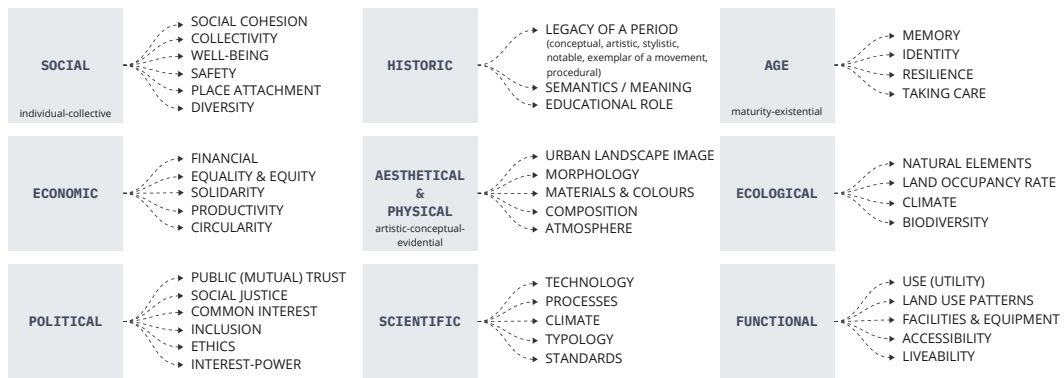 SOCIAL
individual-collective
SOCIAL COHESION
COLLECTIVITY
WELL-BEING
SAFETY
PLACE ATTACHMENT
DIVERSITY
HISTORIC
LEGACY OF A PERIOD
(conceptual, artistic, stylistic,
notable, exemplar of a movement,
procedural)
SEMANTICS / MEANING
EDUCATIONAL ROLE
AGE
maturity-existential
MEMORY
IDENTITY
RESILIENCE
TAKING CARE
ECONOMIC
FINANCIAL
EQUALITY & EQUITY
SOLIDARITY
PRODUCTIVITY
CIRCULARITY
AESTHETICAL
&
PHYSICAL
artistic-conceptual-
evidential
URBAN LANDSCAPE IMAGE
MORPHOLOGY
MATERIALS & COLOURS
COMPOSITION
ATMOSPHERE
ECOLOGICAL
NATURAL ELEMENTS
LAND OCCUPANCY RATE
CLIMATE
BIODIVERSITY
POLITICAL
PUBLIC (MUTUAL) TRUST
SOCIAL JUSTICE
COMMON INTEREST
INCLUSION
ETHICS
INTEREST-POWER
SCIENTIFIC
TECHNOLOGY
PROCESSES
CLIMATE
TYPOLOGY
STANDARDS
FUNCTIONAL
USE (UTILITY)
LAND USE PATTERNS
FACILITIES & EQUIPMENT
ACCESSIBILITY
LIVEABILITY